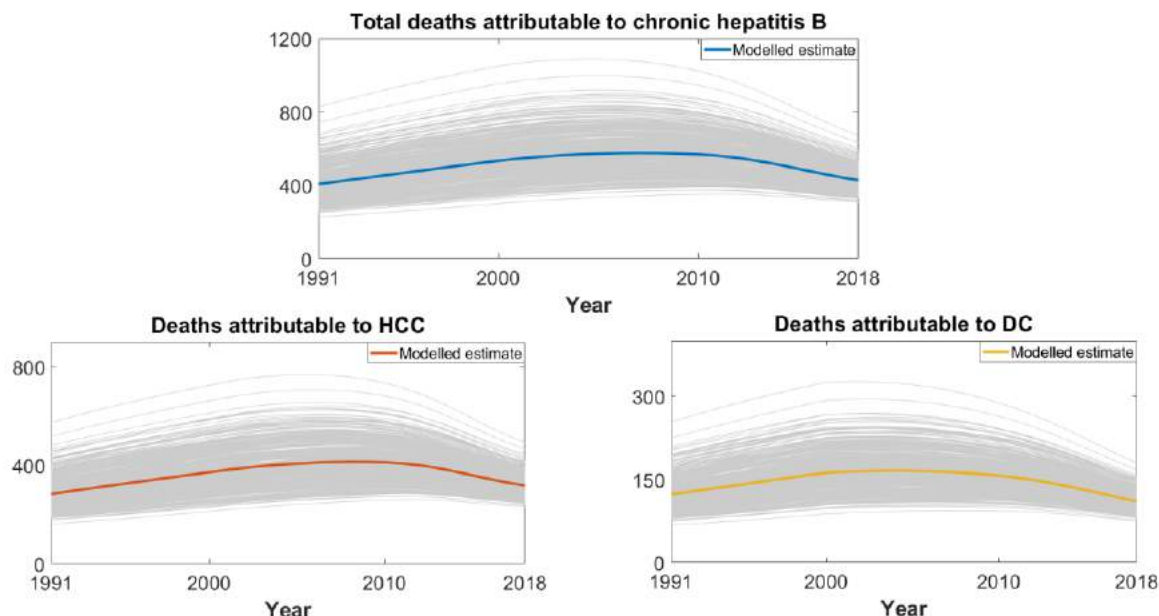 Total deaths attributable to chronic hepatitis B
1200
Modelled estimate
800
400
0
1991
2000
2010
2018
Year
Deaths attributable to HCC
Modelled estimate
800
400
0
1991
2000
2010
2018
Year
Deaths attributable to DC
Modelled estimate
300
150
0
1991
2000
2010
2018
Year